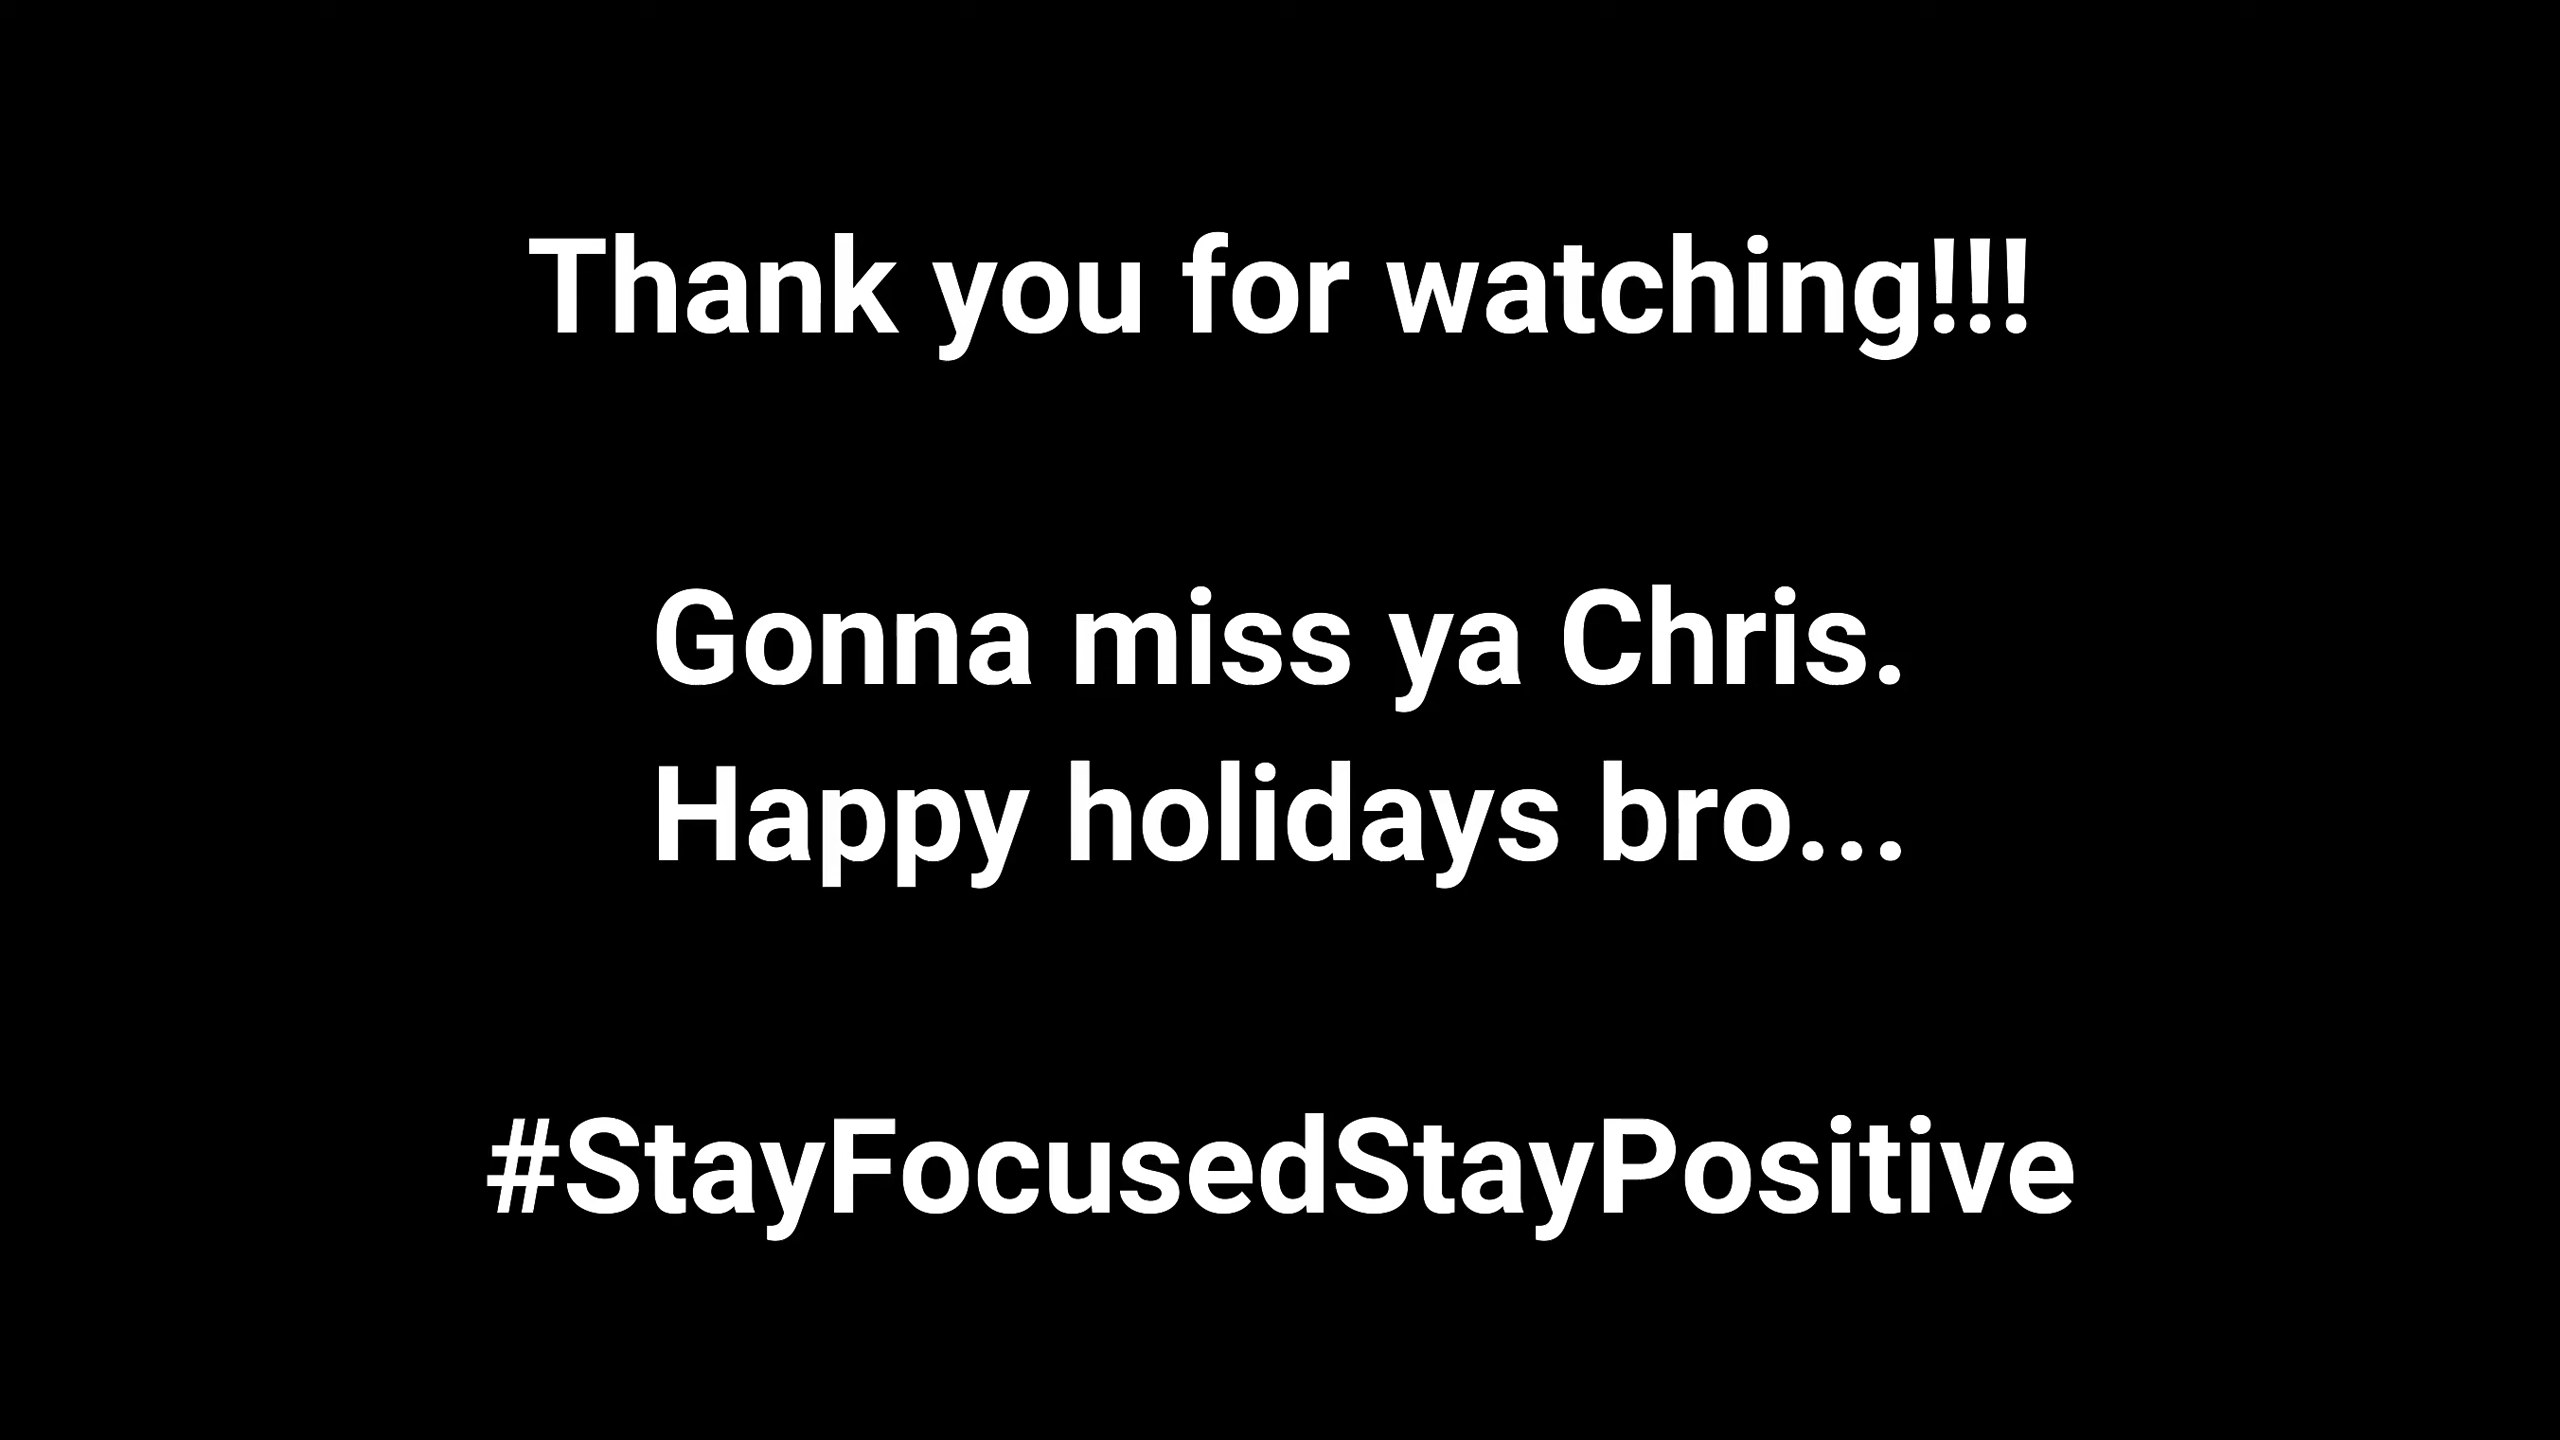 Thank you for watching!!!
Gonna miss ya Chris.
Happy holidays bro...
#StayFocusedStayPositive